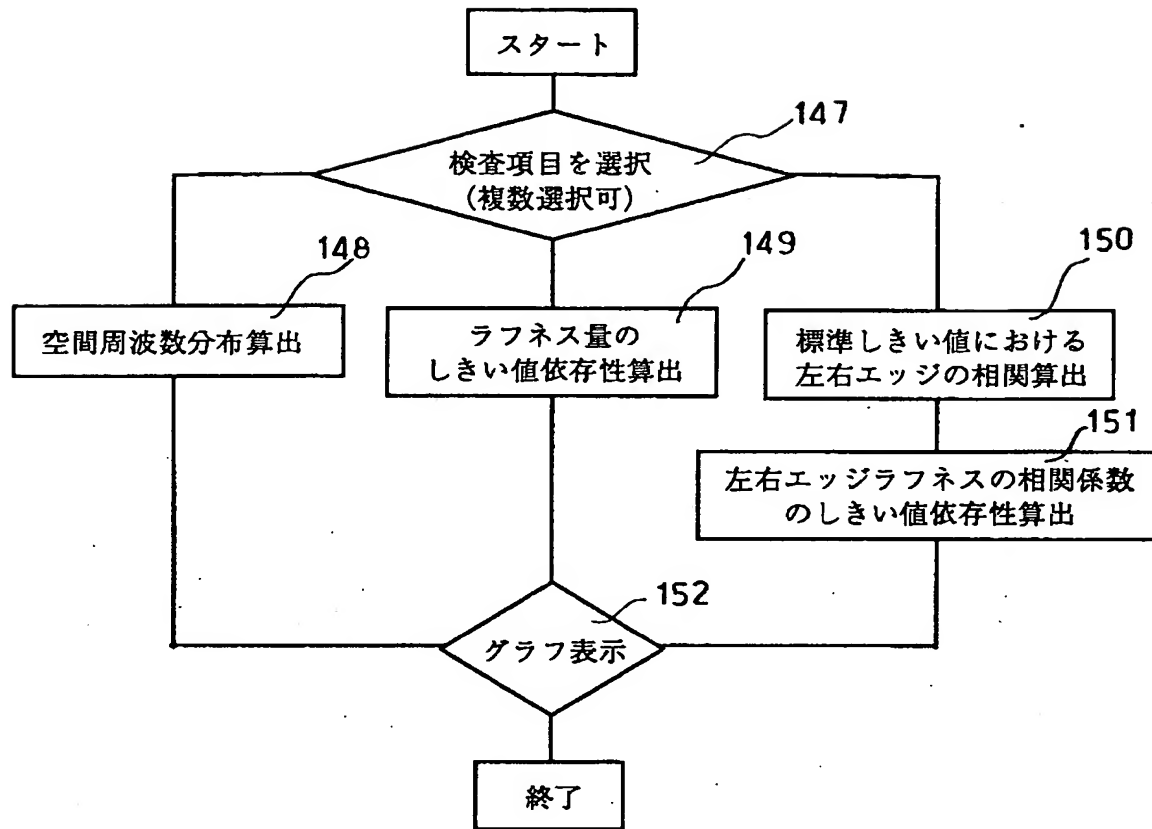 スタート
147
検査項目を選択
(複数選択可)
148
149
150
空間周波数分布算出
ラフネス量の
しきい値依存性算出
標準しきい値における
左右エッジの相関算出
151
左右エッジラフネスの相関係数
のしきい値依存性算出
152
グラフ表示
終了